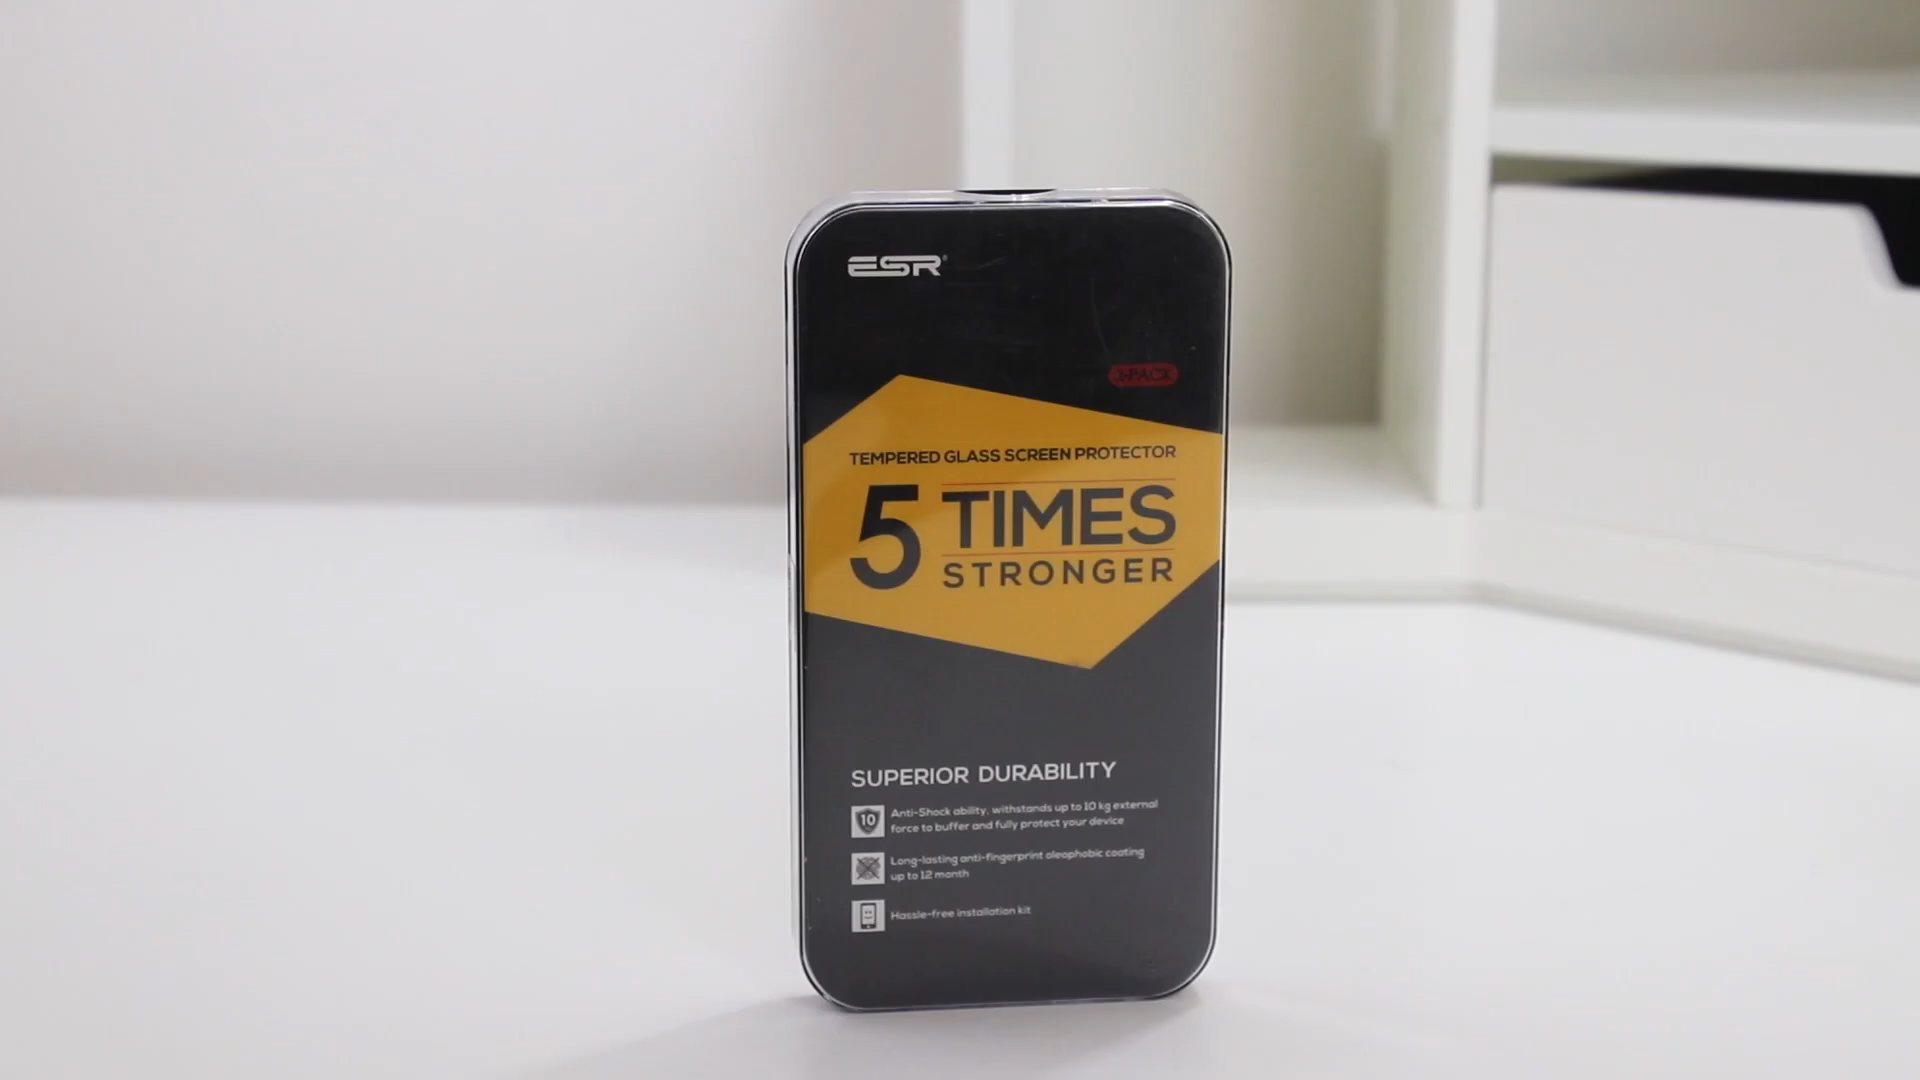 ESR
TEMPERED GLASS SCREEN PROTECTOR
5 TIMES
STRONGER
SUPERIOR DURABILITY
10 Anti-Shock ability, withstands up to 10 kg external
force to buffer and fully protect your device
Long-lasting anti-fingerprint oleophobic coating
up to 12 month
Hassle-free installation kit